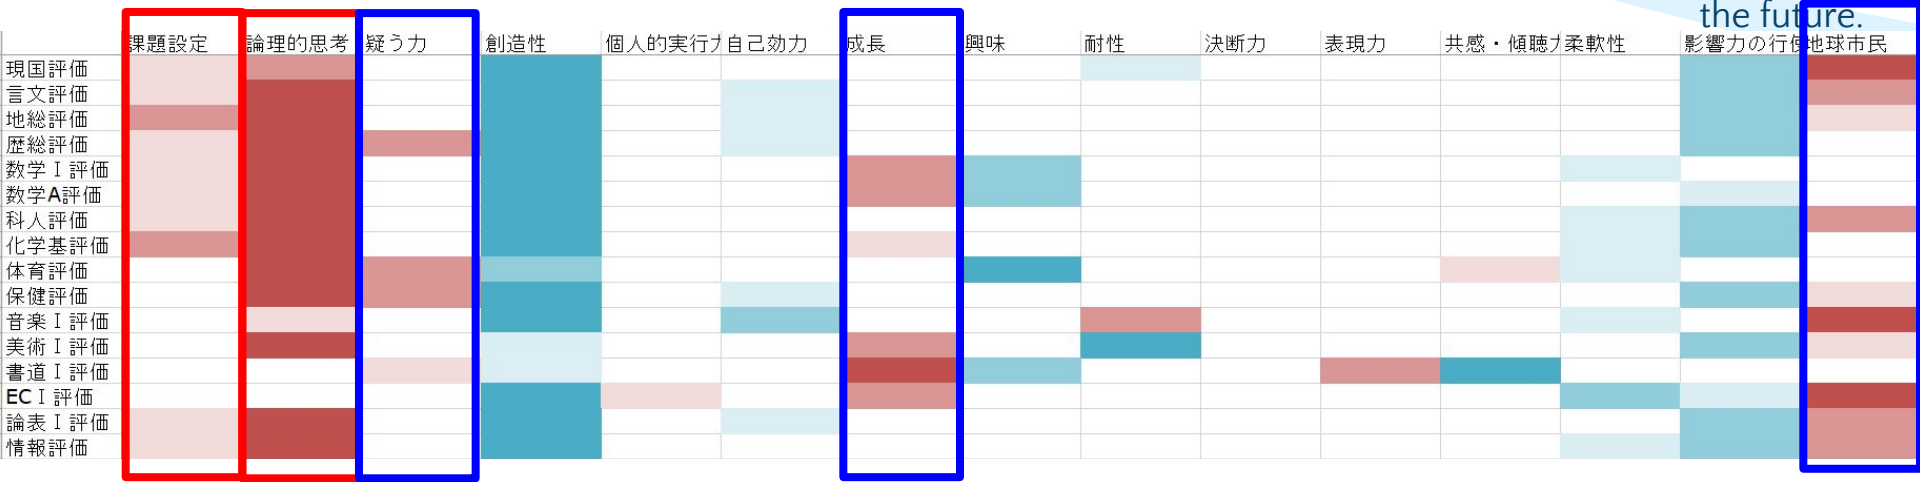 the future.
課題設定 論理的思考 疑う力 創造性 個人的実行力 自己効力 成長 興味 耐性 決断力 表現力 共感・傾聴力 柔軟性 影響力の行使 地球市民
現国評価
言文評価
地総評価
歴総評価
数学Ⅰ評価
数学A評価
科人評価
化学基評価
体育評価
保健評価
音楽Ⅰ評価
美術Ⅰ評価
書道Ⅰ評価
ECⅠ評価
論表Ⅰ評価
情報評価